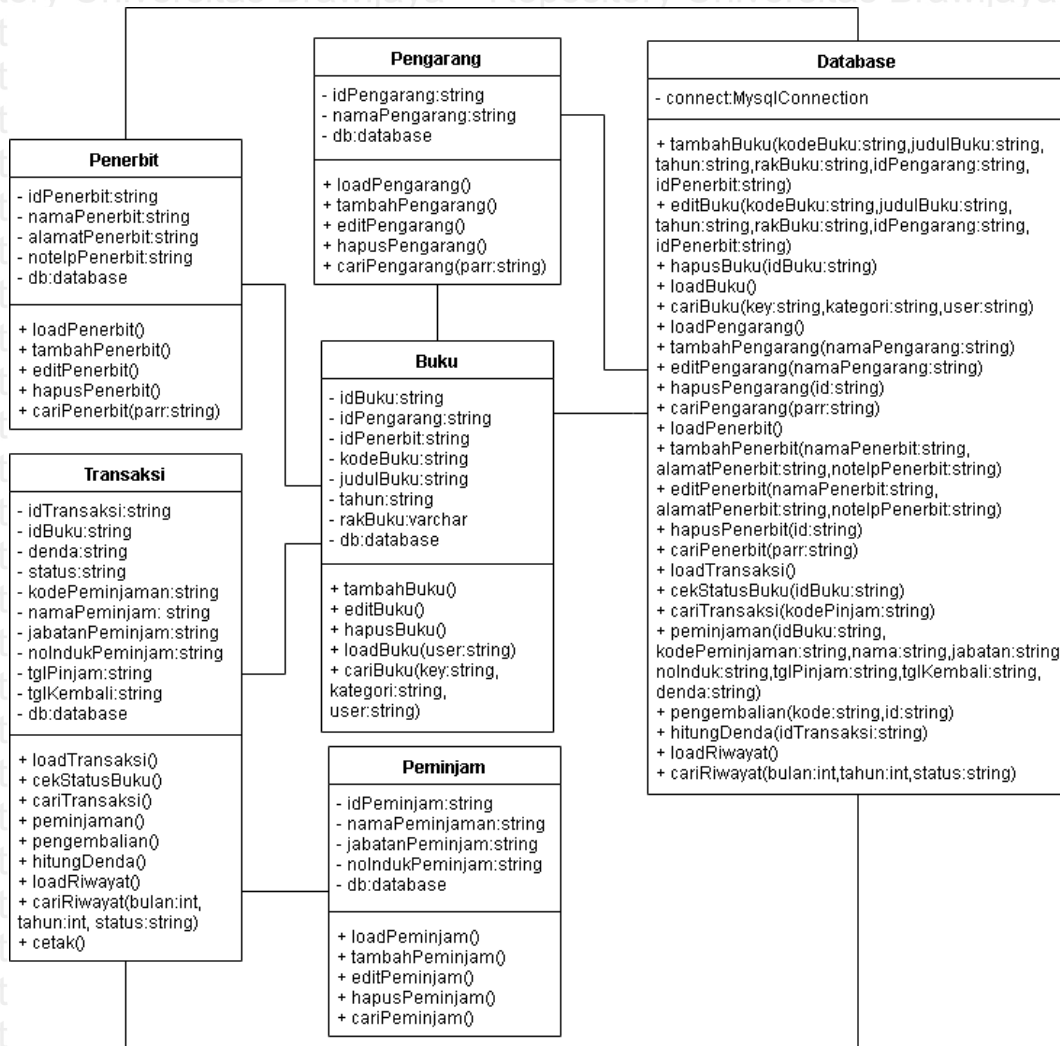 Repository Universitas Brawijaya
Pengarang
- idPengarang:string
- namaPengarang:string
- db:database
+ loadPengarang()
+ tambahPengarang()
+ editPengarang()
+ hapusPengarang()
+ cariPengarang(parr:string)
Database
- connect:MysqlConnection
+ tambahBuku(kodeBuku:string,judulBuku:string,
tahun:string,rakBuku:string,idPengarang:string,
idPenerbit:string)
+ editBuku(kodeBuku:string,judulBuku:string,
tahun:string,rakBuku:string,idPengarang:string,
idPenerbit:string)
+ hapusBuku(idBuku:string)
+ loadBuku()
+ cariBuku(key:string,kategori:string,user:string)
+ loadPengarang()
+ tambahPengarang(namaPengarang:string)
+ editPengarang(namaPengarang:string)
+ hapusPengarang(id:string)
+ cariPengarang(parr:string)
+ loadPenerbit()
+ tambahPenerbit(namaPenerbit:string,
alamatPenerbit:string,notelpPenerbit:string)
+ editPenerbit(namaPenerbit:string,
alamatPenerbit:string,notelpPenerbit:string)
+ hapusPenerbit(id:string)
+ cariPenerbit(parr:string)
+ loadTransaksi()
+ cekStatusBuku(idBuku:string)
+ cariTransaksi(kodePinjam:string)
+ peminjaman(idBuku:string,
kodePeminjaman:string,nama:string,jabatan:string
noInduk:string,tglPinjam:string,tglKembali:string,
denda:string)
+ pengembalian(kode:string,id:string)
+ hitungDenda(idTransaksi:string)
+ loadRiwayat()
+ cariRiwayat(bulan:int,tahun:int,status:string)
Penerbit
- idPenerbit:string
- namaPenerbit:string
- alamatPenerbit:string
- notelpPenerbit:string
- db:database
+ loadPenerbit()
+ tambahPenerbit()
+ editPenerbit()
+ hapusPenerbit()
+ cariPenerbit(parr:string)
Buku
- idBuku:string
- idPengarang:string
- idPenerbit:string
- kodeBuku:string
- judulBuku:string
- tahun:string
- rakBuku:varchar
- db:database
+ tambahBuku()
+ editBuku()
+ hapusBuku()
+ loadBuku(user:string)
+ cariBuku(key:string,
kategori:string,
user:string)
Transaksi
- idTransaksi:string
- idBuku:string
- denda:string
- status:string
- kodePeminjaman:string
- namaPeminjam: string
- jabatanPeminjam:string
- noIndukPeminjam:string
- tglPinjam:string
- tglKembali:string
- db:database
+ loadTransaksi()
+ cekStatusBuku()
+ cariTransaksi()
+ peminjaman()
+ pengembalian()
+ hitungDenda()
+ loadRiwayat()
+ cariRiwayat(bulan:int,
tahun:int, status:string)
+ cetak()
Peminjam
- idPeminjam:string
- namaPeminjaman:string
- jabatanPeminjam:string
- noIndukPeminjam:string
- db:database
+ loadPeminjam()
+ tambahPeminjam()
+ editPeminjam()
+ hapusPeminjam()
+ cariPeminjam()